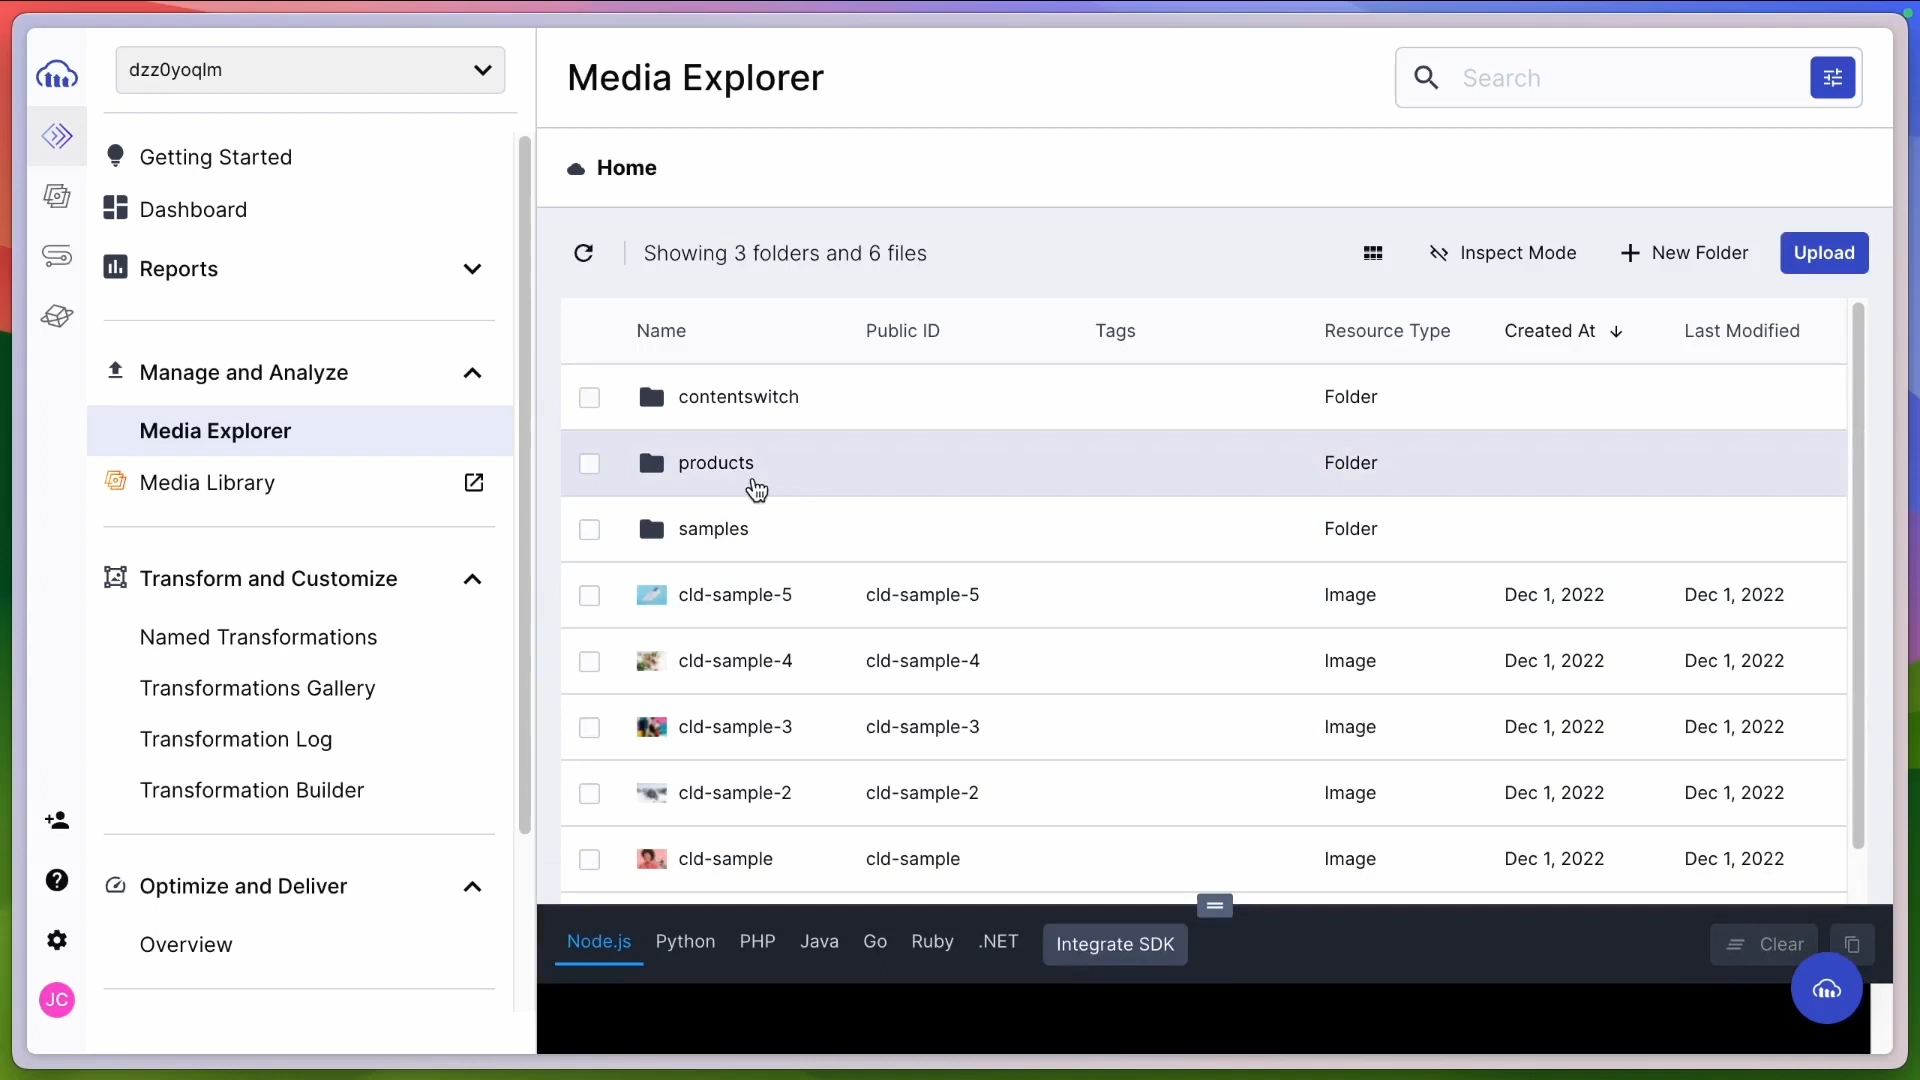 dzz0yoqlm
Getting Started
Dashboard
Reports
Manage and Analyze
Media Explorer
Media Library
Transform and Customize
Named Transformations
Transformations Gallery
Transformation Log
Transformation Builder
Optimize and Deliver
Overview
JC
Media Explorer
Search
Home
Showing 3 folders and 6 files
Inspect Mode
New Folder
Upload
Name Public ID Tags Resource Type Created At Last Modified
contentswitch Folder
products Folder
samples Folder
cld-sample-5 cld-sample-5 Image Dec 1, 2022 Dec 1, 2022
cld-sample-4 cld-sample-4 Image Dec 1, 2022 Dec 1, 2022
cld-sample-3 cld-sample-3 Image Dec 1, 2022 Dec 1, 2022
cld-sample-2 cld-sample-2 Image Dec 1, 2022 Dec 1, 2022
cld-sample cld-sample Image Dec 1, 2022 Dec 1, 2022
Node.js Python PHP Java Go Ruby .NET Integrate SDK Clear